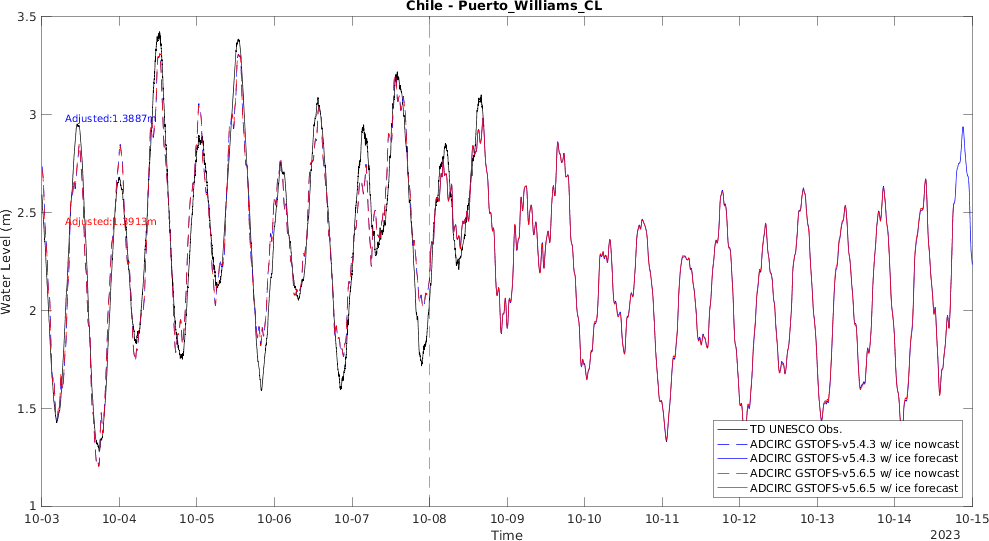 Chile - Puerto_Williams_CL
3.5
3
2.5
2
1.5
1
Water Level (m)
Adjusted:1.3887m
Adjusted:1.3913m
TD UNESCO Obs.
ADCIRC GSTOFS-v5.4.3 w/ ice nowcast
ADCIRC GSTOFS-v5.4.3 w/ ice forecast
ADCIRC GSTOFS-v5.6.5 w/ ice nowcast
ADCIRC GSTOFS-v5.6.5 w/ ice forecast
10-03 10-04 10-05 10-06 10-07 10-08 10-09 10-10 10-11 10-12 10-13 10-14 10-15
Time
2023